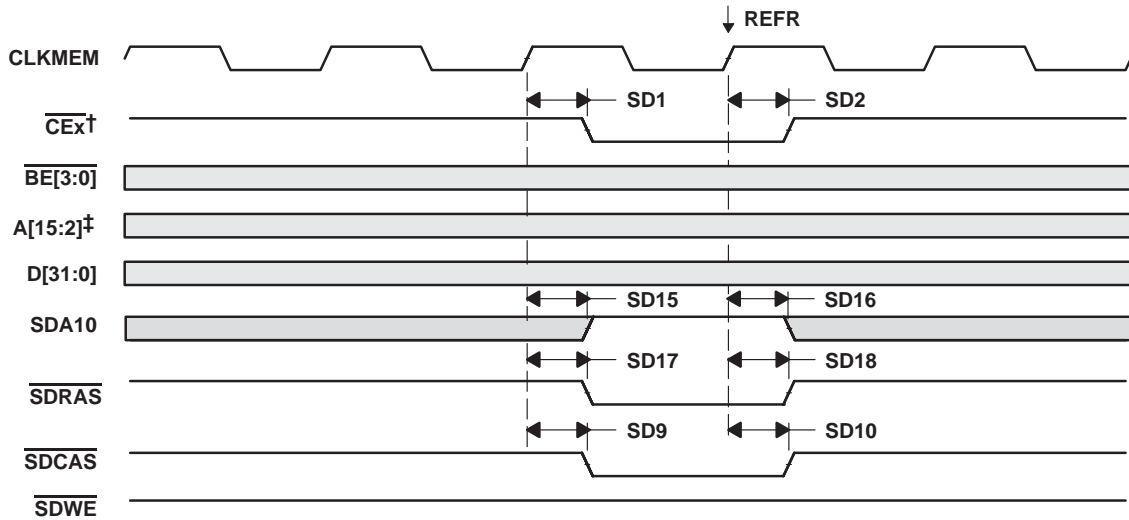 REFR
CLKMEM
SD1 SD2
CEx†
BE[3:0]
A[15:2]‡
D[31:0]
SD15 SD16
SDA10
SD17 SD18
SDRAS
SD9 SD10
SDCAS
SDWE